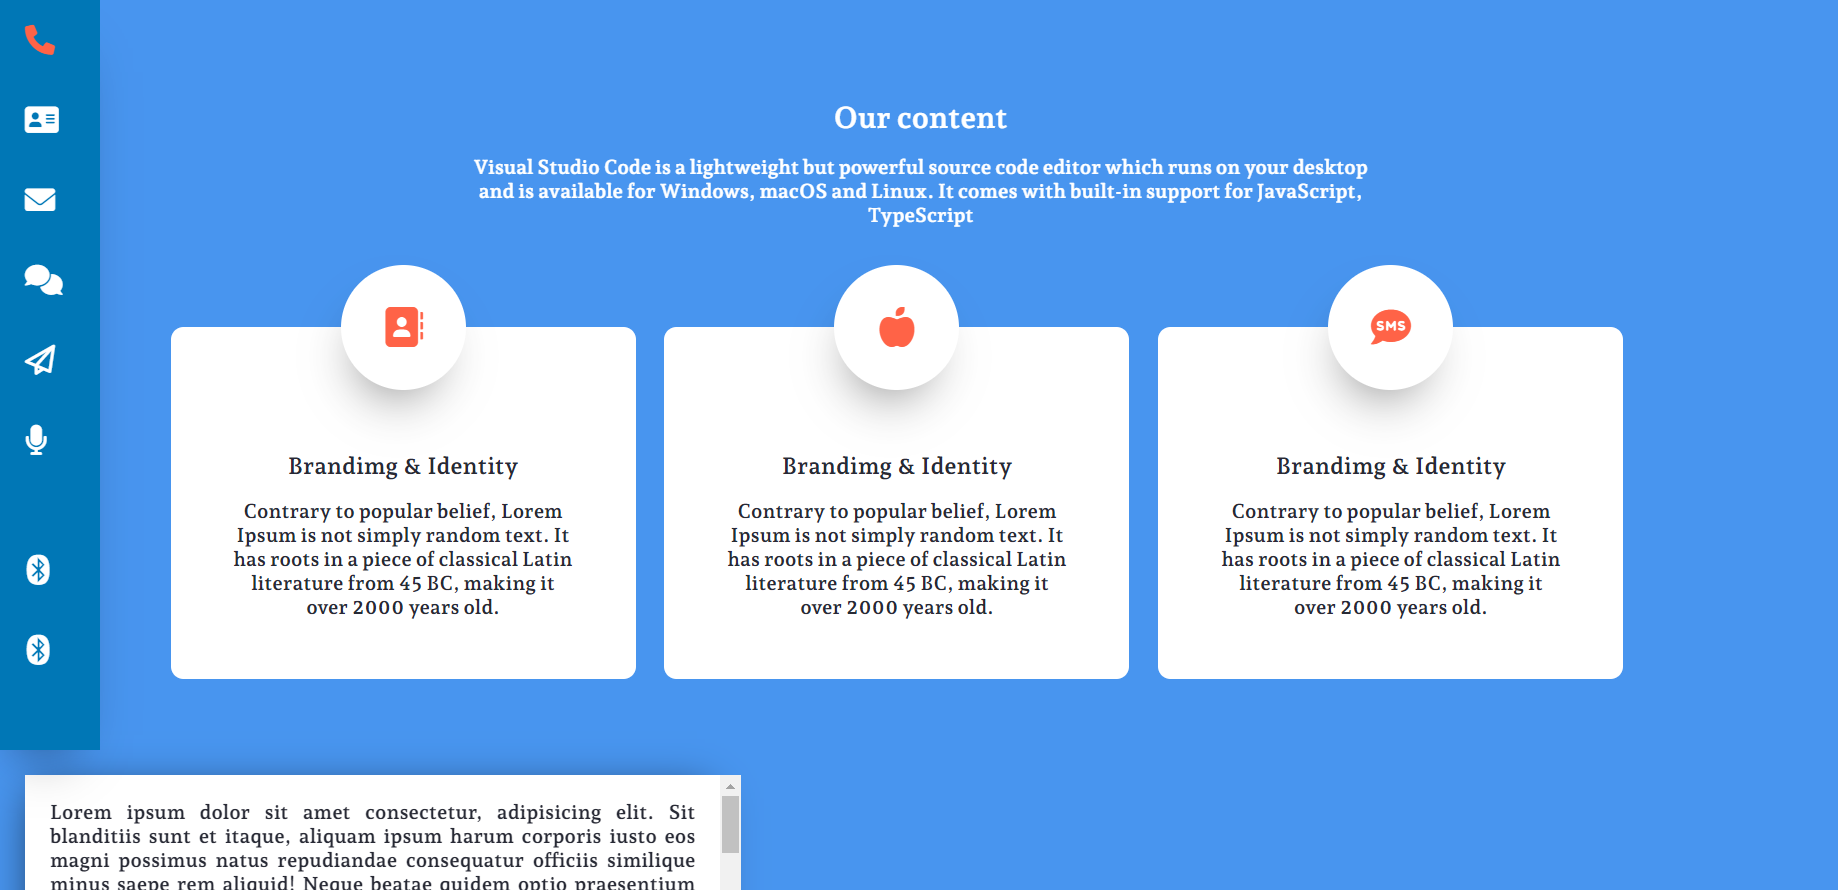 Our content
Visual Studio Code is a lightweight but powerful source code editor which runs on your desktop
and is available for Windows, macOS and Linux. It comes with built-in support for JavaScript,
TypeScript
SMS
Brandimg & Identity
Contrary to popular belief, Lorem
Ipsum is not simply random text. It
has roots in a piece of classical Latin
literature from 45 BC, making it
over 2000 years old.
Brandimg & Identity
Contrary to popular belief, Lorem
Ipsum is not simply random text. It
has roots in a piece of classical Latin
literature from 45 BC, making it
over 2000 years old.
Brandimg & Identity
Contrary to popular belief, Lorem
Ipsum is not simply random text. It
has roots in a piece of classical Latin
literature from 45 BC, making it
over 2000 years old.
Lorem ipsum dolor sit amet consectetur, adipisicing elit. Sit
blanditiis sunt et itaque, aliquam ipsum harum corporis iusto eos
magni possimus natus repudiandae consequatur officiis similique
minus saepe rem aliquid! Neque beatae quidem optio praesentium